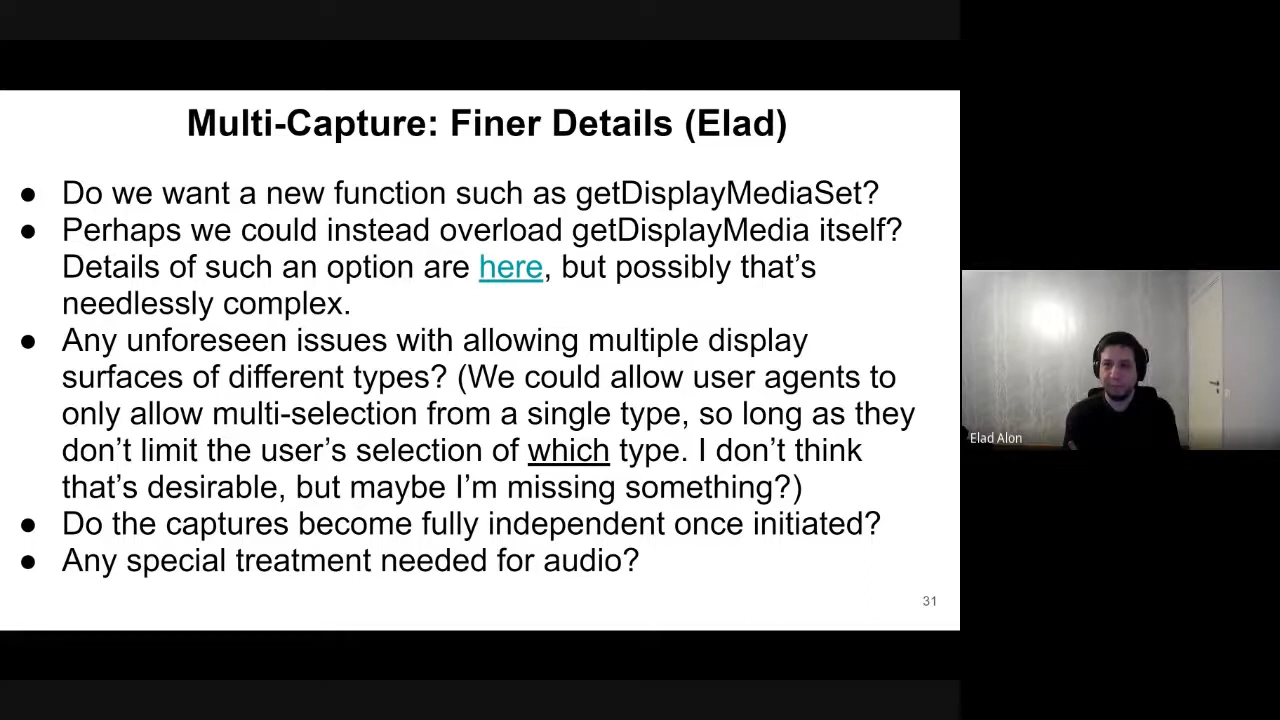 Multi-Capture: Finer Details (Elad)
● Do we want a new function such as getDisplayMediaSet?
● Perhaps we could instead overload getDisplayMedia itself?
Details of such an option are here, but possibly that’s
needlessly complex.
● Any unforeseen issues with allowing multiple display
surfaces of different types? (We could allow user agents to
only allow multi-selection from a single type, so long as they
don’t limit the user’s selection of which type. I don’t think
that’s desirable, but maybe I’m missing something?)
● Do the captures become fully independent once initiated?
● Any special treatment needed for audio?
31
Elad Alon